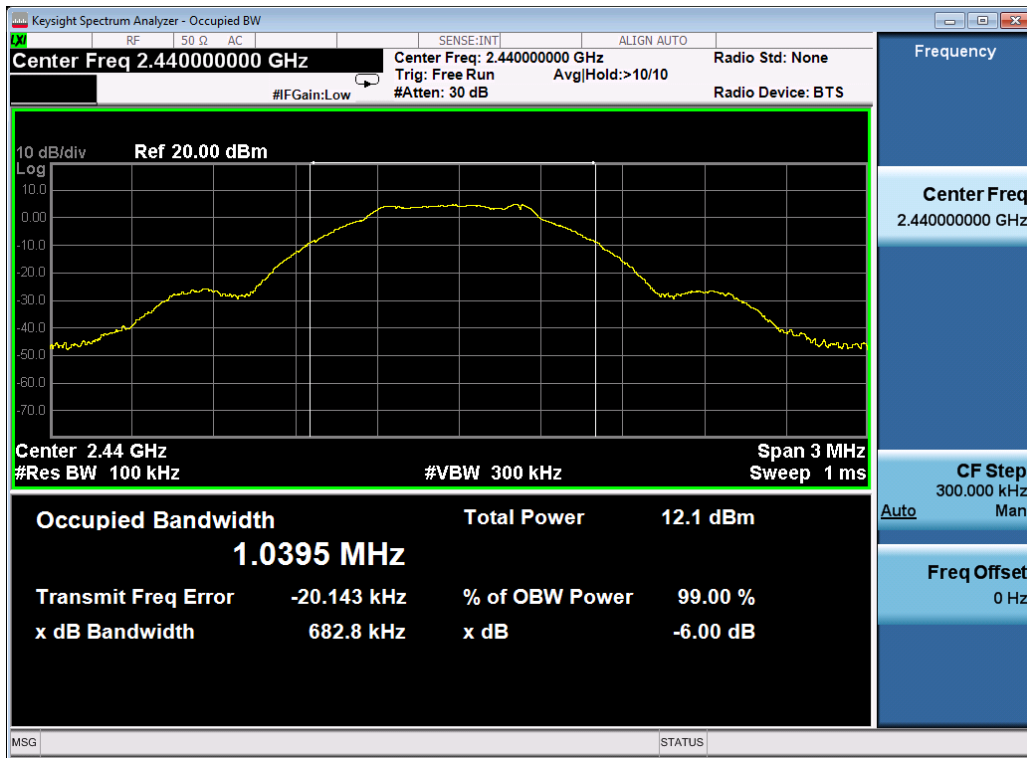 Keysight Spectrum Analyzer - Occupied BW
LXI RF 50 Ω AC SENSE:INT ALIGN AUTO
Center Freq 2.440000000 GHz
Center Freq: 2.440000000 GHz Radio Std: None
Trig: Free Run Avg|Hold:>10/10
#IFGain:Low #Atten: 30 dB Radio Device: BTS
10 dB/div Ref 20.00 dBm
Log
10.0
0.00
-10.0
-20.0
-30.0
-40.0
-50.0
-60.0
-70.0
Center 2.44 GHz Span 3 MHz
#Res BW 100 kHz #VBW 300 kHz Sweep 1 ms
Occupied Bandwidth Total Power 12.1 dBm
1.0395 MHz
Transmit Freq Error -20.143 kHz % of OBW Power 99.00 %
x dB Bandwidth 682.8 kHz x dB -6.00 dB
Frequency
Center Freq
2.440000000 GHz
CF Step
300.000 kHz
Auto Man
Freq Offset
0 Hz
MSG STATUS